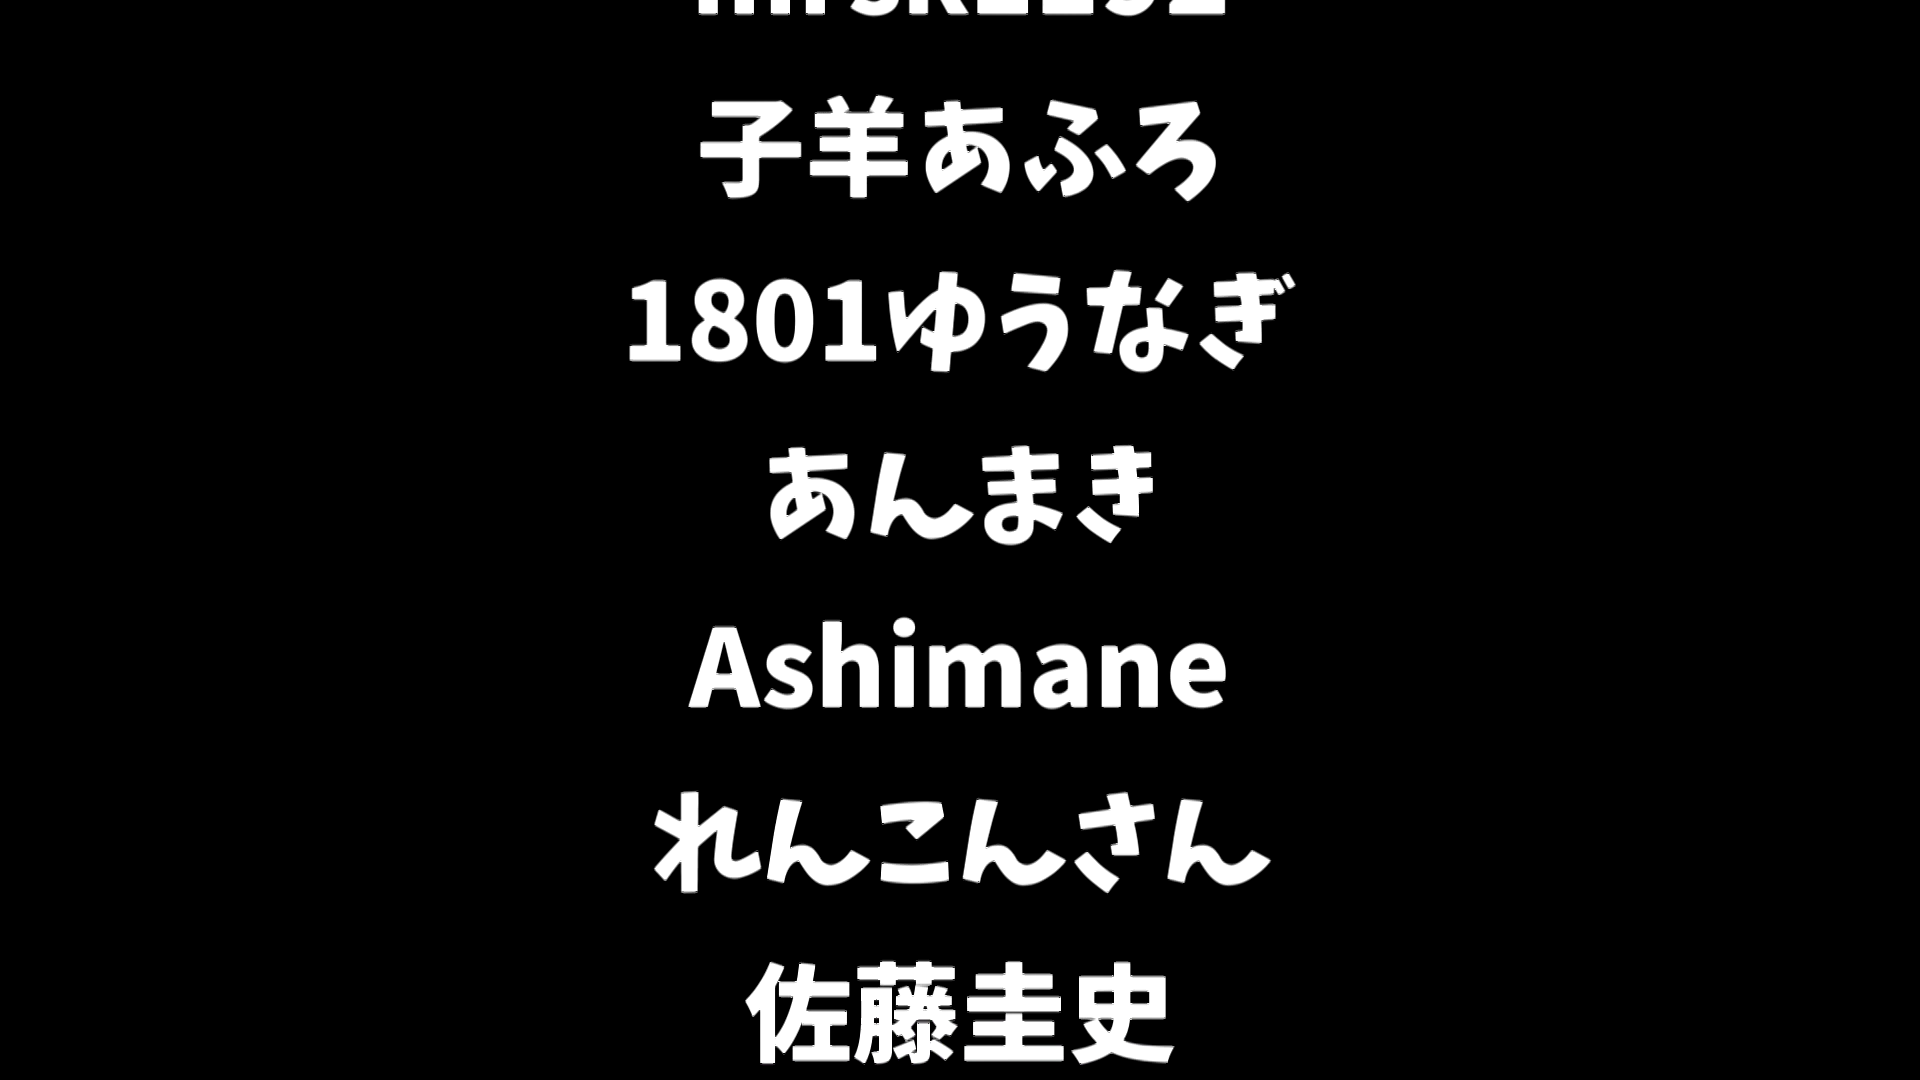 子羊あふろ
1801ゆうなぎ
あんまき
Ashimane
れんこんさん
佐藤圭史